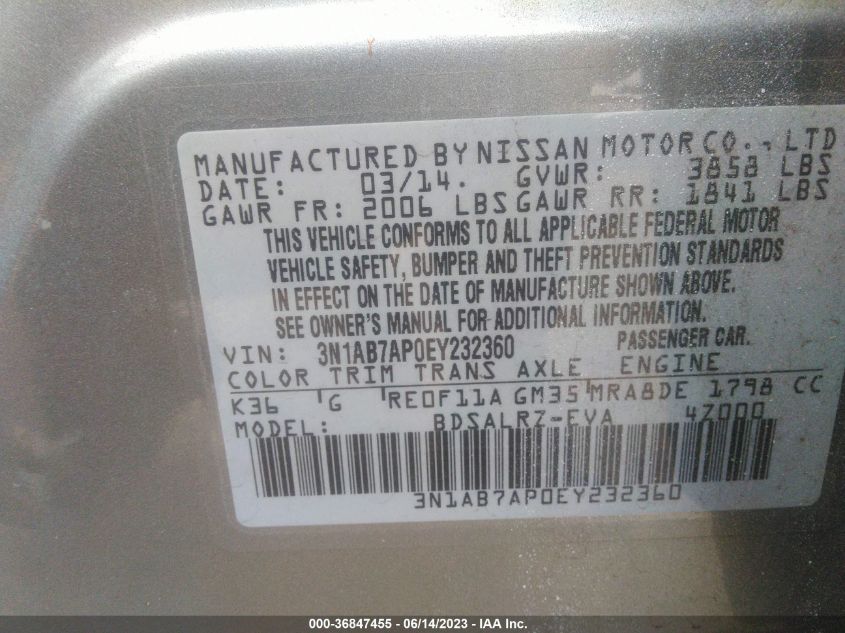 MANUFACTURED BY NISSAN MOTOR CO., LTD
DATE: 03/14. GVWR: 3858 LBS
GAWR FR: 2006 LBS GAWR RR: 1841 LBS
THIS VEHICLE CONFORMS TO ALL APPLICABLE FEDERAL MOTOR
VEHICLE SAFETY, BUMPER AND THEFT PREVENTION STANDARDS
IN EFFECT ON THE DATE OF MANUFACTURE SHOWN ABOVE.
SEE OWNER'S MANUAL FOR ADDITIONAL INFORMATION.
VIN: 3N1AB7AP0EY232360 PASSENGER CAR.
COLOR TRIM TRANS AXLE ENGINE
K36 G RE0F11A GM35 MRA8DE 1798 CC
MODEL: BDSALRZ-EVA 4Z000
3N1AB7AP0EY232360
000-36847455 - 06/14/2023 - IAA Inc.